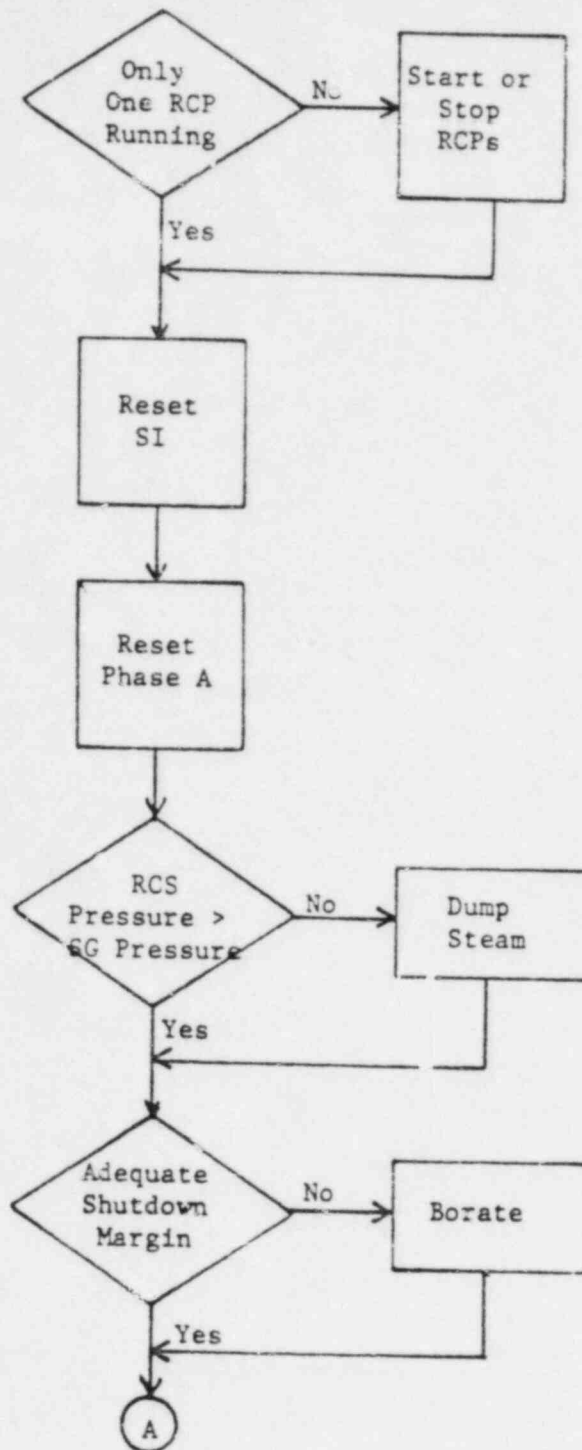 Only
One RCP
Running
No
Start or
Stop
RCPs
Yes
Reset
SI
Reset
Phase A
RCS
Pressure >
SG Pressure
No
Dump
Steam
Yes
Adequate
Shutdown
Margin
No
Borate
Yes
A